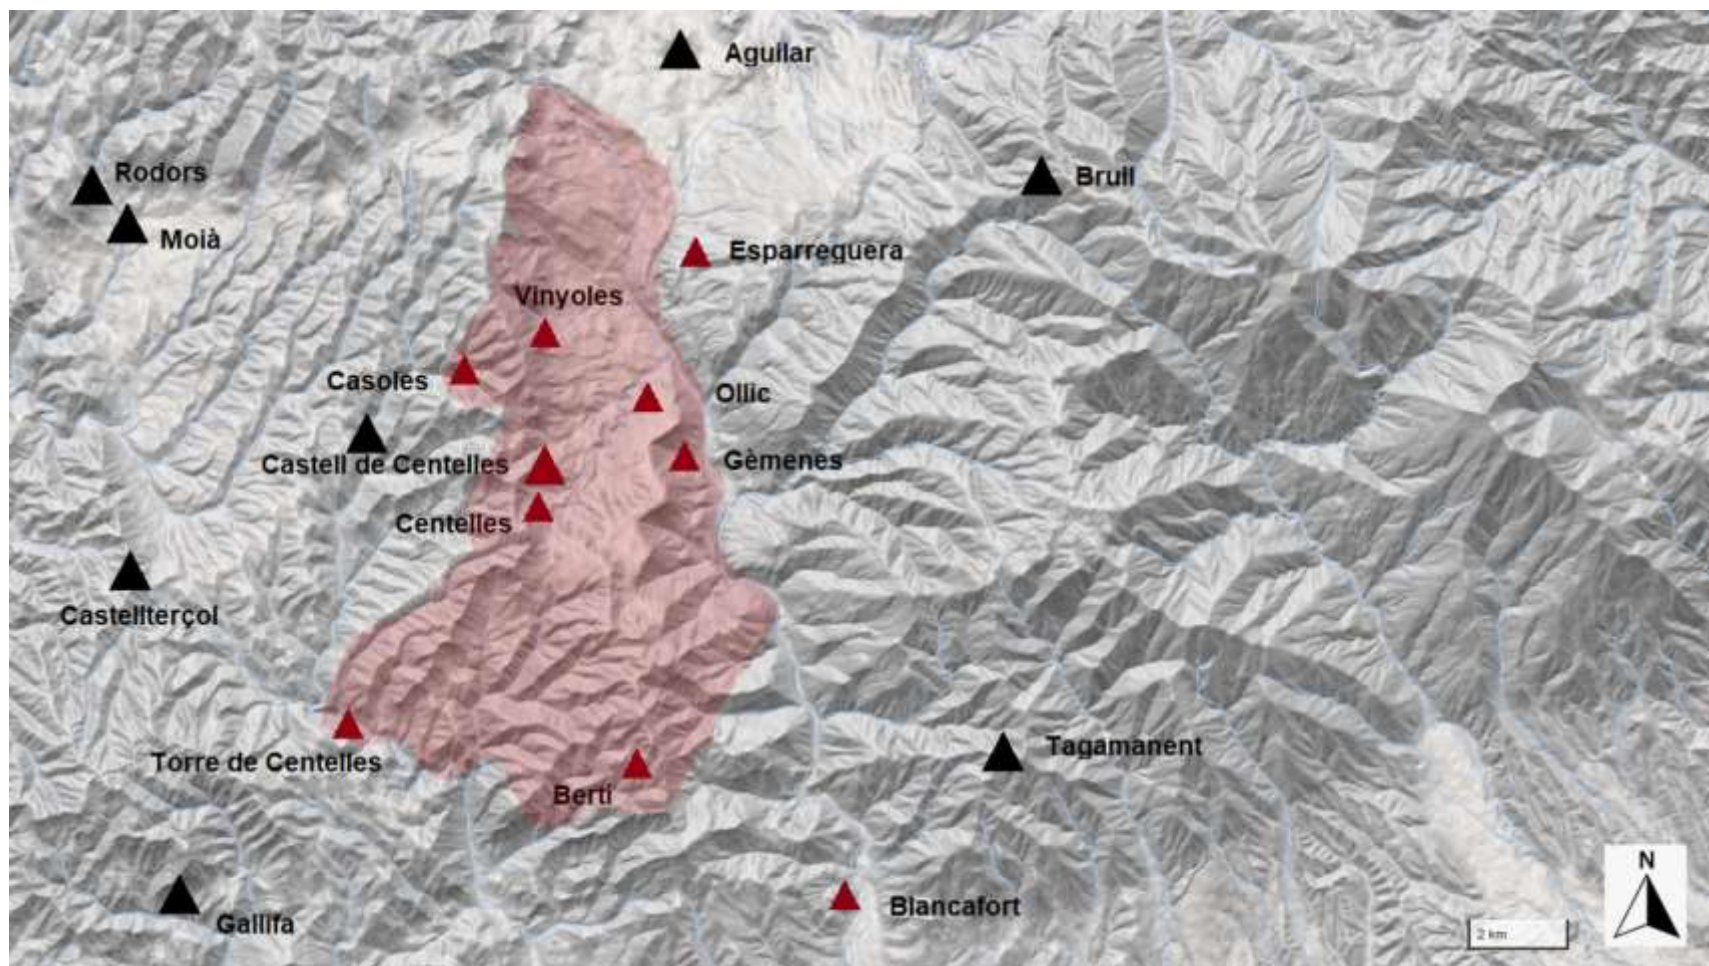 Aguilar
Rodors
Brull
Moià
Esparreguera
Vinyoles
Casoles
Ollic
Castell de Centelles
Gèmenes
Centelles
Castellterçol
Tagamanent
Torre de Centelles
Bertí
N
Blancafort
Gallifa
2 km